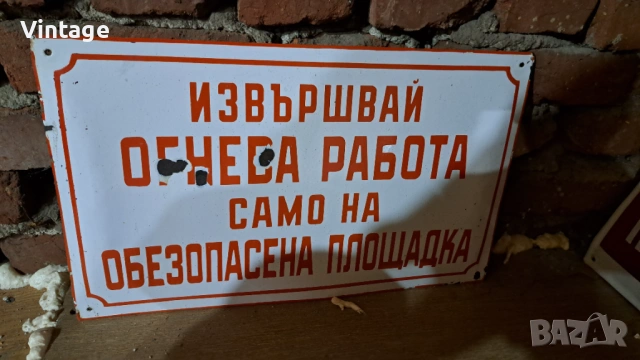 Vintage
ИЗВЪРШВАЙ
ОГНЕВА РАБОТА
САМО НА
ОБЕЗОПАСЕНА ПЛОЩАДКА
BAZAR